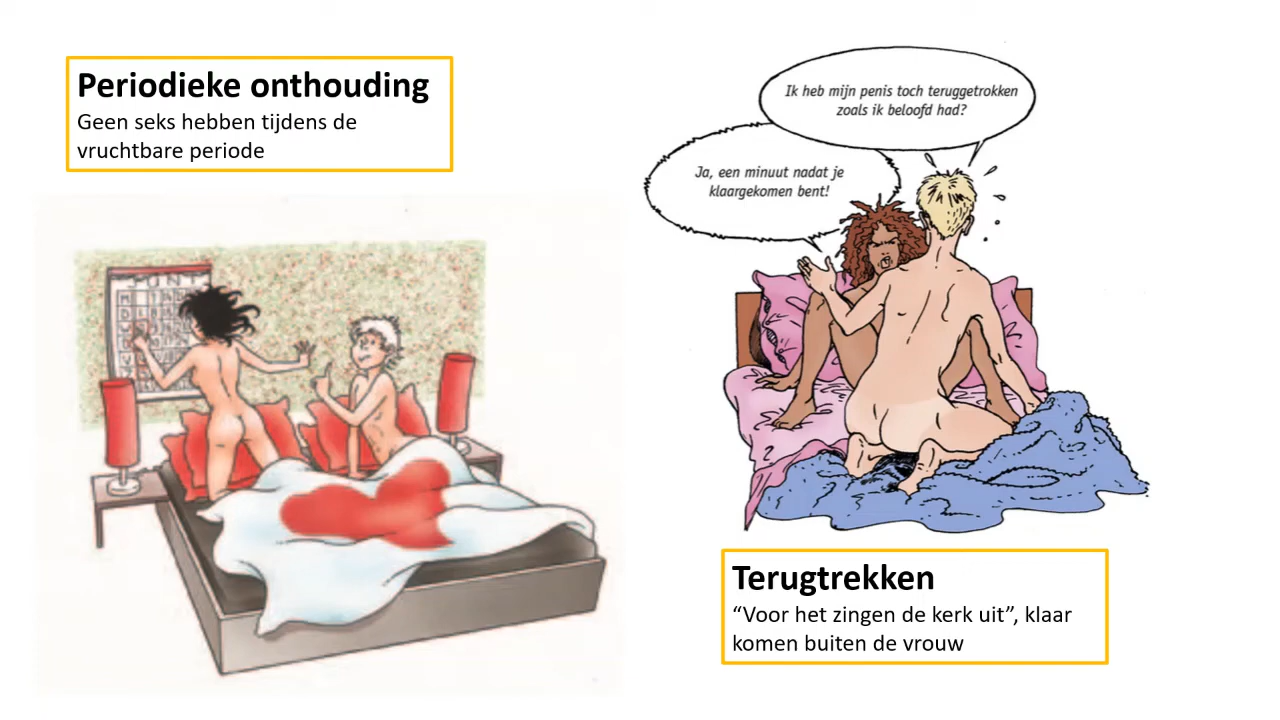 Periodieke onthouding
Geen seks hebben tijdens de
vruchtbare periode
Ik heb mijn penis toch teruggetrokken
zoals ik beloofd had?
Ja, een minuut nadat je
klaargekomen bent!
JUNI
Terugtrekken
“Voor het zingen de kerk uit”, klaar
komen buiten de vrouw